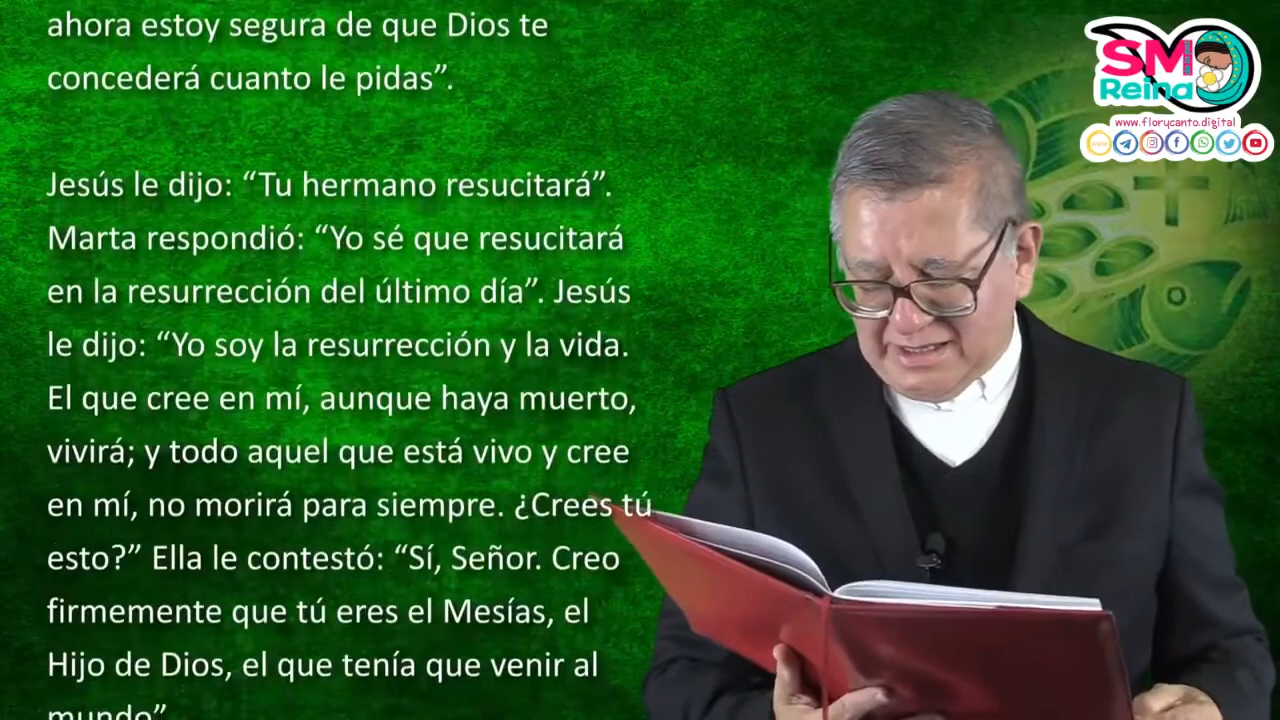 ahora estoy segura de que Dios te
concederá cuanto le pidas”.
Jesús le dijo: “Tu hermano resucitará”.
Marta respondió: “Yo sé que resucitará
en la resurrección del último día”. Jesús
le dijo: “Yo soy la resurrección y la vida.
El que cree en mí, aunque haya muerto,
vivirá; y todo aquel que está vivo y cree
en mí, no morirá para siempre. ¿Crees tú
esto?” Ella le contestó: “Sí, Señor. Creo
firmemente que tú eres el Mesías, el
Hijo de Dios, el que tenía que venir al
mundo”
SM
Reina
www.florycanto.digital